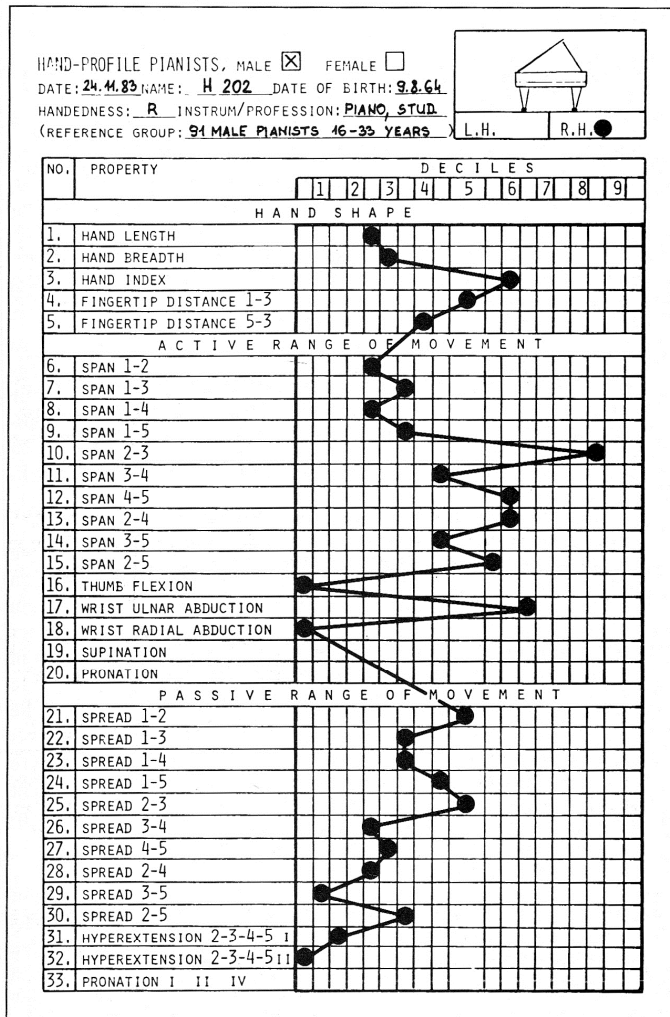 HAND-PROFILE PIANISTS, MALE X FEMALE
DATE: 24.11.83 NAME: H 202 DATE OF BIRTH: 9.8.64
HANDEDNESS: R INSTRUM/PROFESSION: PIANO, STUD.
(REFERENCE GROUP: 91 MALE PIANISTS 16-33 YEARS )
L.H. R.H.
NO. PROPERTY DECILES
1 2 3 4 5 6 7 8 9
HAND SHAPE
1. HAND LENGTH
2. HAND BREADTH
3. HAND INDEX
4. FINGERTIP DISTANCE 1-3
5. FINGERTIP DISTANCE 5-3
ACTIVE RANGE OF MOVEMENT
6. SPAN 1-2
7. SPAN 1-3
8. SPAN 1-4
9. SPAN 1-5
10. SPAN 2-3
11. SPAN 3-4
12. SPAN 4-5
13. SPAN 2-4
14. SPAN 3-5
15. SPAN 2-5
16. THUMB FLEXION
17. WRIST ULNAR ABDUCTION
18. WRIST RADIAL ABDUCTION
19. SUPINATION
20. PRONATION
PASSIVE RANGE OF MOVEMENT
21. SPREAD 1-2
22. SPREAD 1-3
23. SPREAD 1-4
24. SPREAD 1-5
25. SPREAD 2-3
26. SPREAD 3-4
27. SPREAD 4-5
28. SPREAD 2-4
29. SPREAD 3-5
30. SPREAD 2-5
31. HYPEREXTENSION 2-3-4-5 I
32. HYPEREXTENSION 2-3-4-5 II
33. PRONATION I II IV